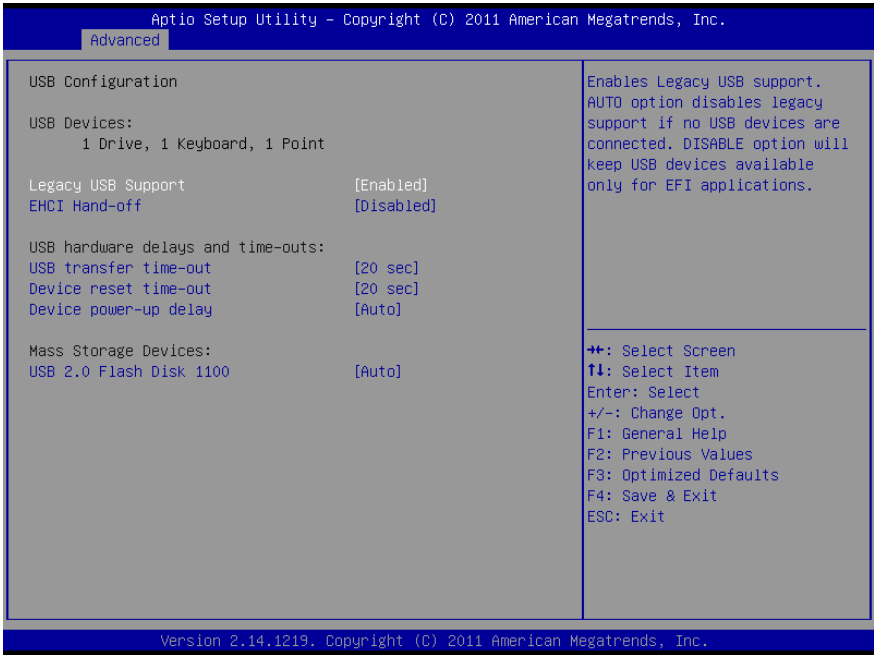 Aptio Setup Utility – Copyright (C) 2011 American Megatrends, Inc.
Advanced
USB Configuration
USB Devices:
1 Drive, 1 Keyboard, 1 Point
Legacy USB Support [Enabled]
EHCI Hand-off [Disabled]
USB hardware delays and time-outs:
USB transfer time-out [20 sec]
Device reset time-out [20 sec]
Device power-up delay [Auto]
Mass Storage Devices:
USB 2.0 Flash Disk 1100 [Auto]
Enables Legacy USB support.
AUTO option disables legacy
support if no USB devices are
connected. DISABLE option will
keep USB devices available
only for EFI applications.
→←: Select Screen
↑↓: Select Item
Enter: Select
+/-: Change Opt.
F1: General Help
F2: Previous Values
F3: Optimized Defaults
F4: Save & Exit
ESC: Exit
Version 2.14.1219. Copyright (C) 2011 American Megatrends, Inc.